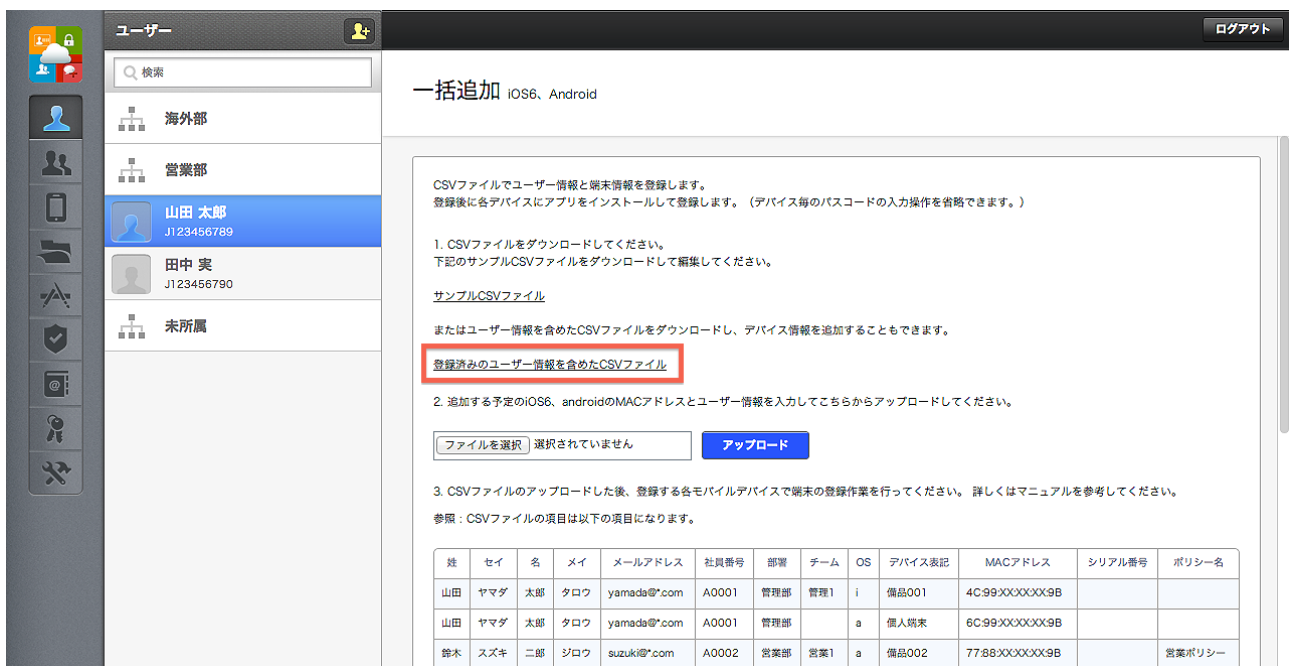 ユーザー
ログアウト
検索
海外部
営業部
山田 太郎
J123456789
田中 実
J123456790
未所属
一括追加 iOS6、Android
CSVファイルでユーザー情報と端末情報を登録します。
登録後に各デバイスにアプリをインストールして登録します。（デバイス毎のパスコードの入力操作を省略できます。）
1. CSVファイルをダウンロードしてください。
下記のサンプルCSVファイルをダウンロードして編集してください。
サンプルCSVファイル
またはユーザー情報を含めたCSVファイルをダウンロードし、デバイス情報を追加することもできます。
登録済みのユーザー情報を含めたCSVファイル
2. 追加する予定のiOS6、androidのMACアドレスとユーザー情報を入力してこちらからアップロードしてください。
ファイルを選択 選択されていません アップロード
3. CSVファイルのアップロードした後、登録する各モバイルデバイスで端末の登録作業を行ってください。 詳しくはマニュアルを参考してください。
参照：CSVファイルの項目は以下の項目になります。
姓 セイ 名 メイ メールアドレス 社員番号 部署 チーム OS デバイス表記 MACアドレス シリアル番号 ポリシー名
山田 ヤマダ 太郎 タロウ yamada@*.com A0001 管理部 管理1 i 備品001 4C:99:XX:XX:XX:9B
山田 ヤマダ 太郎 タロウ yamada@*.com A0001 管理部 a 個人端末 6C:99:XX:XX:XX:9B
鈴木 スズキ 二郎 ジロウ suzuki@*.com A0002 営業部 営業1 a 備品002 77:88:XX:XX:XX:9B 営業ポリシー